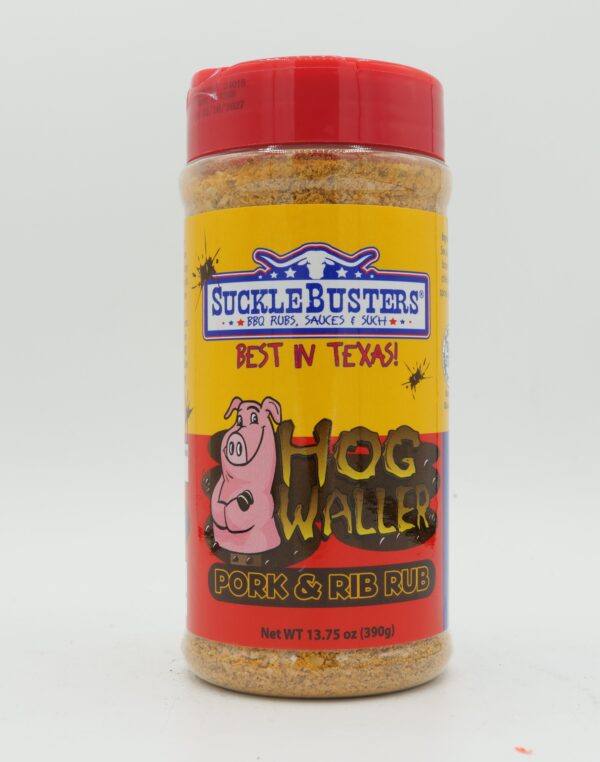 SUCKLEBUSTERS®
BBQ RUBS, SAUCES & SUCH
BEST IN TEXAS!
HOG
WALLER
PORK & RIB RUB
Net WT 13.75 oz (390g)